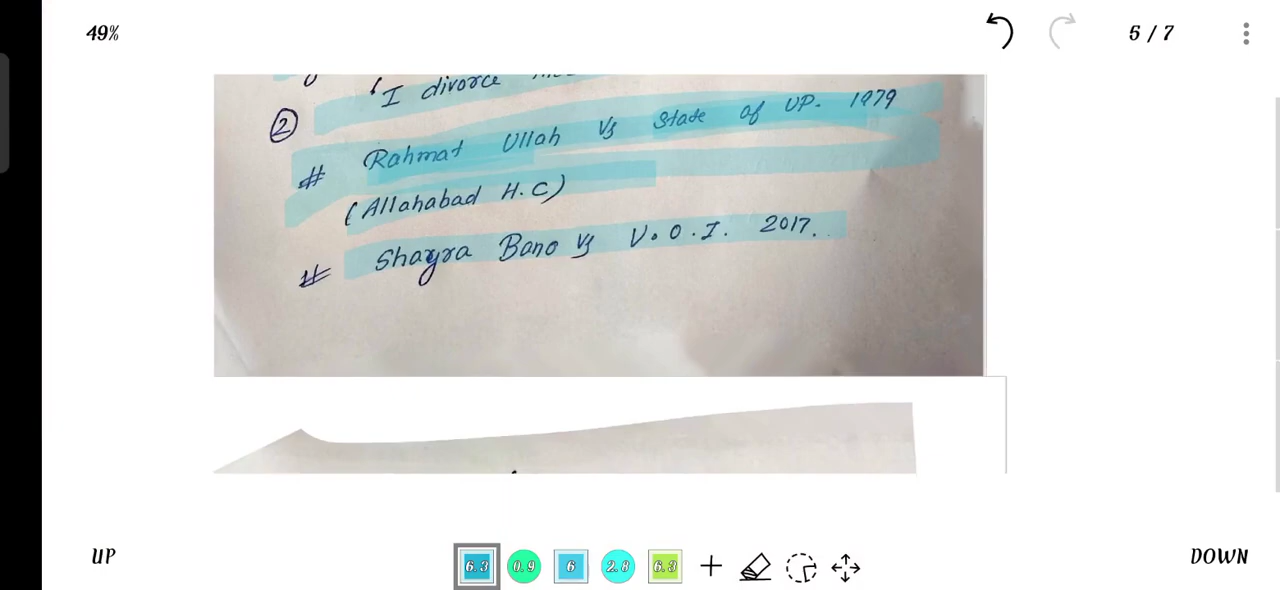 49%
5 / 7
I divorce
②
# Rahmat Ullah Vs State of UP. 1979
(Allahabad H.C)
# Shayra Bano Vs U.O.I. 2017.
6.3 0.9 6 2.8 6.3
UP
DOWN